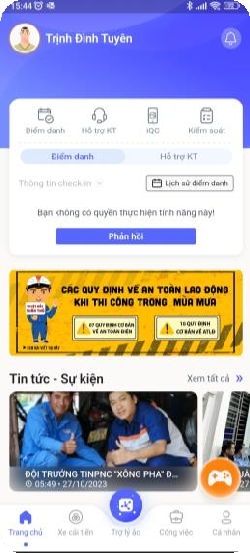 15:44
Trịnh Đình Tuyên
Điểm danh
Hỗ trợ KT
iQC
Kiểm soát
Điểm danh
Hỗ trợ KT
Thông tin check in
Lịch sử điểm danh
Bạn không có quyền thực hiện tính năng này!
Phản hồi
CÁC QUY ĐỊNH VỀ AN TOÀN LAO ĐỘNG
KHI THI CÔNG TRONG MÙA MƯA
07 QUY ĐỊNH CƠ BẢN
VỀ AN TOÀN ĐIỆN
10 QUY ĐỊNH
CƠ BẢN VỀ ATLĐ
Tin tức - Sự kiện
Xem tất cả
ĐỘI TRƯỞNG TINPNC "XÔNG PHA" Đ...
05:49 • 27/10/2023
Trang chủ
Xe cải tiến
Trợ lý ảo
Công việc
Cá nhân